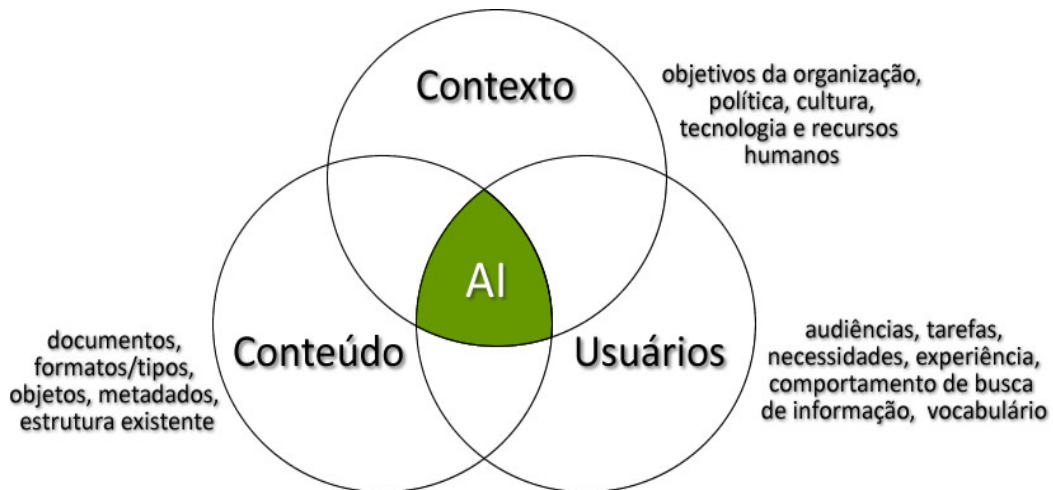 Contexto
objetivos da organização,
política, cultura,
tecnologia e recursos
humanos
AI
Conteúdo
documentos,
formatos/tipos,
objetos, metadados,
estrutura existente
Usuários
audiências, tarefas,
necessidades, experiência,
comportamento de busca
de informação, vocabulário